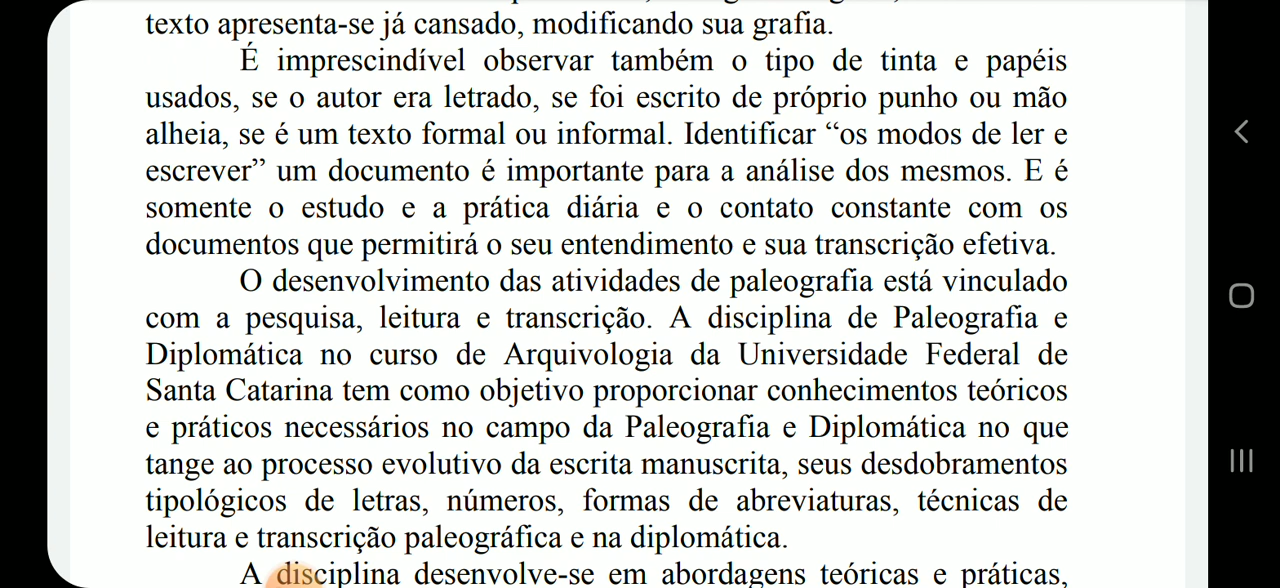 texto apresenta-se já cansado, modificando sua grafia.
É imprescindível observar também o tipo de tinta e papéis
usados, se o autor era letrado, se foi escrito de próprio punho ou mão
alheia, se é um texto formal ou informal. Identificar “os modos de ler e
escrever” um documento é importante para a análise dos mesmos. E é
somente o estudo e a prática diária e o contato constante com os
documentos que permitirá o seu entendimento e sua transcrição efetiva.
O desenvolvimento das atividades de paleografia está vinculado
com a pesquisa, leitura e transcrição. A disciplina de Paleografia e
Diplomática no curso de Arquivologia da Universidade Federal de
Santa Catarina tem como objetivo proporcionar conhecimentos teóricos
e práticos necessários no campo da Paleografia e Diplomática no que
tange ao processo evolutivo da escrita manuscrita, seus desdobramentos
tipológicos de letras, números, formas de abreviaturas, técnicas de
leitura e transcrição paleográfica e na diplomática.
A disciplina desenvolve-se em abordagens teóricas e práticas,